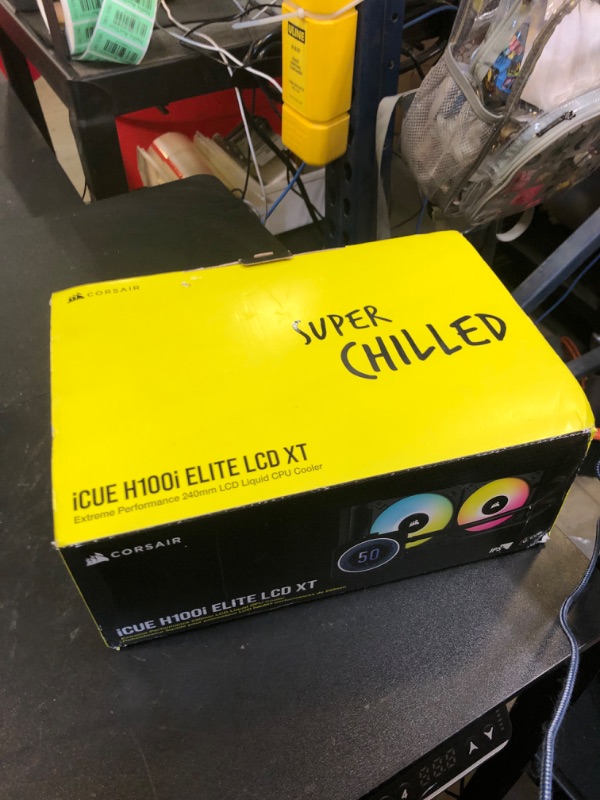 CORSAIR
SUPER
CHILLED
iCUE H100i ELITE LCD XT
Extreme Performance 240mm LCD Liquid CPU Cooler
CORSAIR
50
iCUE H100i ELITE LCD XT